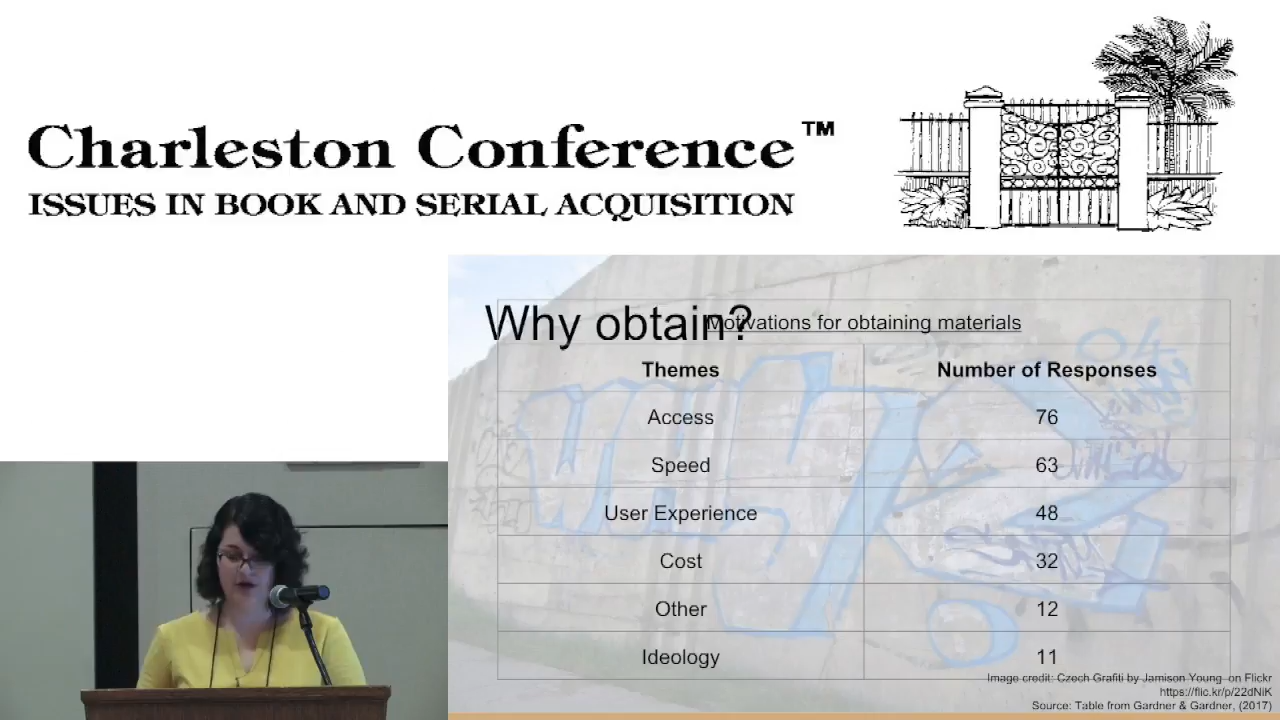 Charleston Conference™
ISSUES IN BOOK AND SERIAL ACQUISITION
Why obtain?
Motivations for obtaining materials
Themes Number of Responses
Access 76
Speed 63
User Experience 48
Cost 32
Other 12
Ideology 11
Image credit: Czech Grafiti by Jamison Young on Flickr
https://flic.kr/p/22dNiK
Source: Table from Gardner & Gardner, (2017)